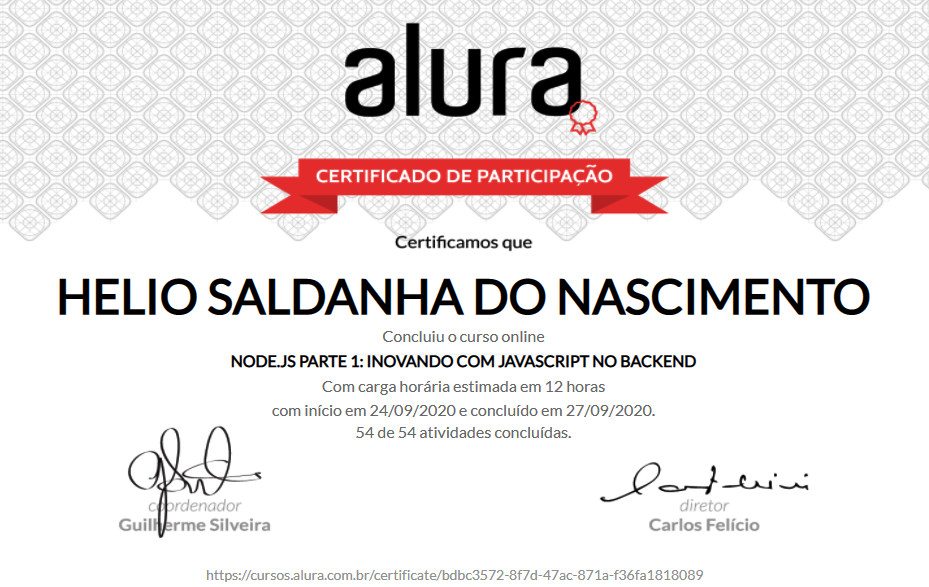 alura
CERTIFICADO DE PARTICIPAÇÃO
Certificamos que
HELIO SALDANHA DO NASCIMENTO
Concluiu o curso online
NODE.JS PARTE 1: INOVANDO COM JAVASCRIPT NO BACKEND
Com carga horária estimada em 12 horas
com início em 24/09/2020 e concluído em 27/09/2020.
54 de 54 atividades concluídas.
coordenador
Guilherme Silveira
diretor
Carlos Felício
https://cursos.alura.com.br/certificate/bdbc3572-8f7d-47ac-871a-f36fa1818089